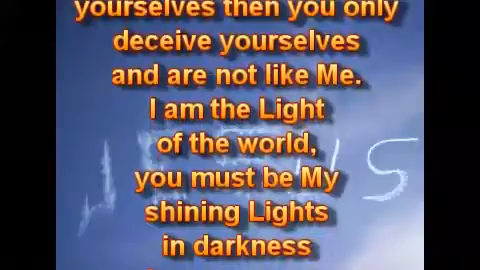 yourselves then you only
deceive yourselves
and are not like Me.
I am the Light
of the world,
you must be My
shining Lights
in darkness
JESUS